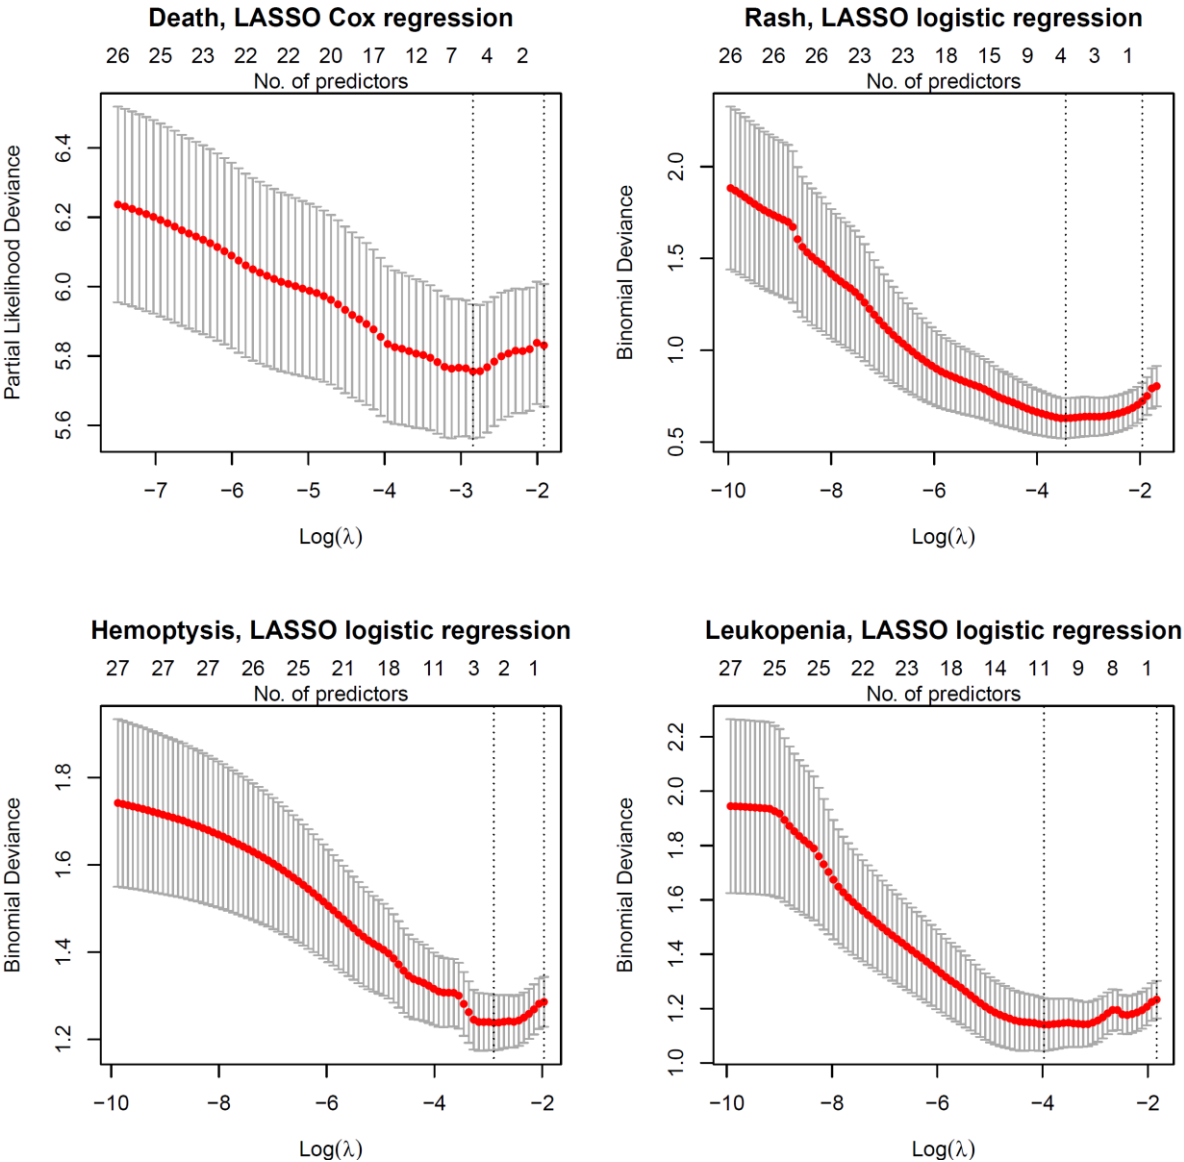 Death, LASSO Cox regression
26 25 23 22 22 20 17 12 7 4 2
No. of predictors
Partial Likelihood Deviance
6.4
6.2
6.0
5.8
5.6
−7 −6 −5 −4 −3 −2
Log(λ)
Rash, LASSO logistic regression
26 26 26 23 23 18 15 9 4 3 1
No. of predictors
Binomial Deviance
2.0
1.5
1.0
0.5
−10 −8 −6 −4 −2
Log(λ)
Hemoptysis, LASSO logistic regression
27 27 27 26 25 21 18 11 3 2 1
No. of predictors
Binomial Deviance
1.8
1.6
1.4
1.2
−10 −8 −6 −4 −2
Log(λ)
Leukopenia, LASSO logistic regression
27 25 25 22 23 18 14 11 9 8 1
No. of predictors
Binomial Deviance
2.2
2.0
1.8
1.6
1.4
1.2
1.0
−10 −8 −6 −4 −2
Log(λ)